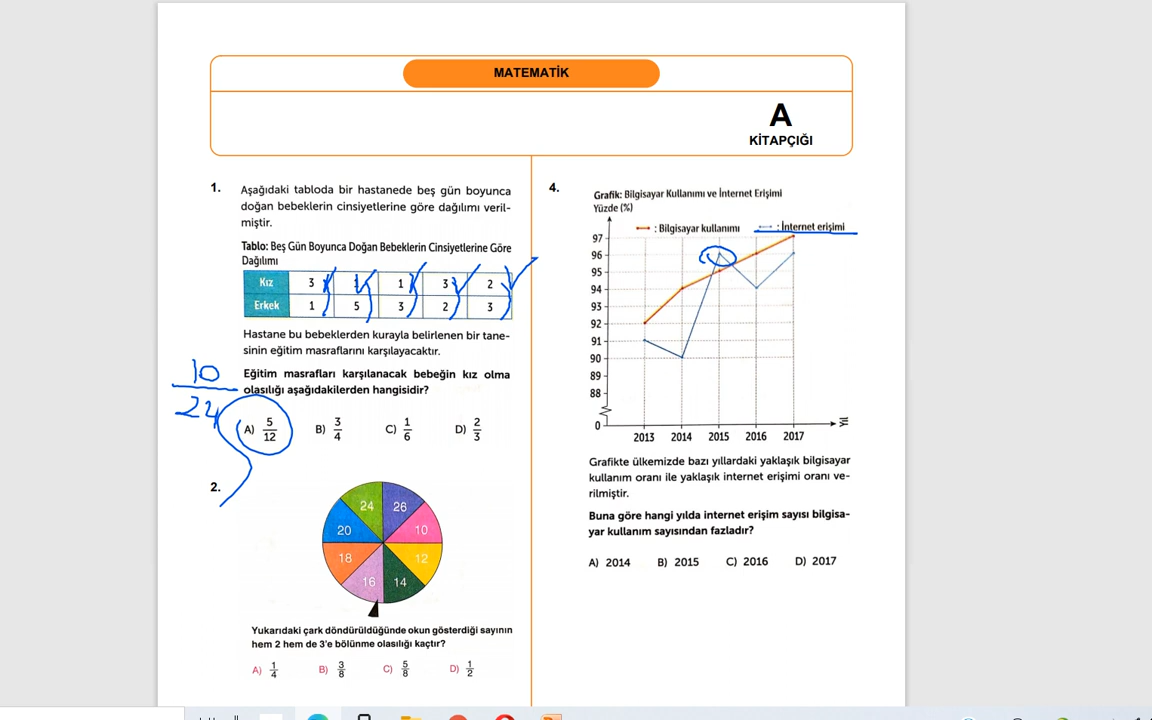 MATEMATİK
A
KİTAPÇIĞI
1.
Aşağıdaki tabloda bir hastanede beş gün boyunca
doğan bebeklerin cinsiyetlerine göre dağılımı veril-
miştir.
Tablo: Beş Gün Boyunca Doğan Bebeklerin Cinsiyetlerine Göre
Dağılımı
Kız 3 1 3 2
Erkek 1 5 3 2 3
Hastane bu bebeklerden kurayla belirlenen bir tane-
sinin eğitim masraflarını karşılayacaktır.
Eğitim masrafları karşılanacak bebeğin kız olma
olasılığı aşağıdakilerden hangisidir?
10
24
A) 5/12 B) 3/4 C) 1/6 D) 2/3
2.
24 26
20 10
18 12
16 14
Yukarıdaki çark döndürüldüğünde okun gösterdiği sayının
hem 2 hem de 3'e bölünme olasılığı kaçtır?
A) 1/4 B) 3/8 C) 5/8 D) 1/2
4.
Grafik: Bilgisayar Kullanımı ve İnternet Erişimi
Yüzde (%)
: Bilgisayar kullanımı : İnternet erişimi
97
96
95
94
93
92
91
90
89
88
0
2013 2014 2015 2016 2017
Yıl
Grafikte ülkemizde bazı yıllardaki yaklaşık bilgisayar
kullanım oranı ile yaklaşık internet erişimi oranı ve-
rilmiştir.
Buna göre hangi yılda internet erişim sayısı bilgisa-
yar kullanım sayısından fazladır?
A) 2014 B) 2015 C) 2016 D) 2017